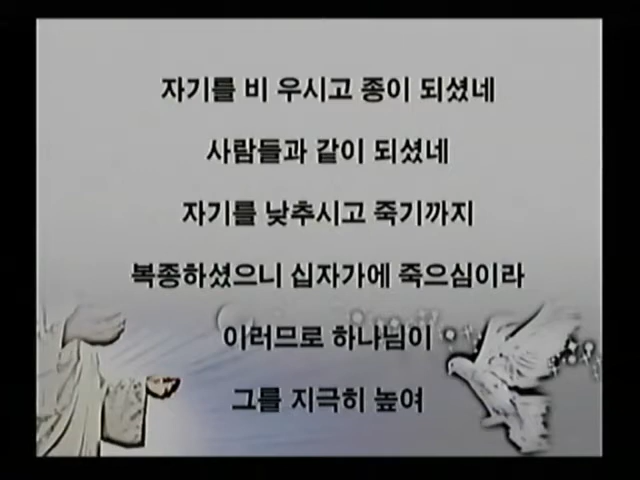 자기를 비 우시고 종이 되셨네
사람들과 같이 되셨네
자기를 낮추시고 죽기까지
복종하셨으니 십자가에 죽으심이라
이러므로 하나님이
그를 지극히 높여